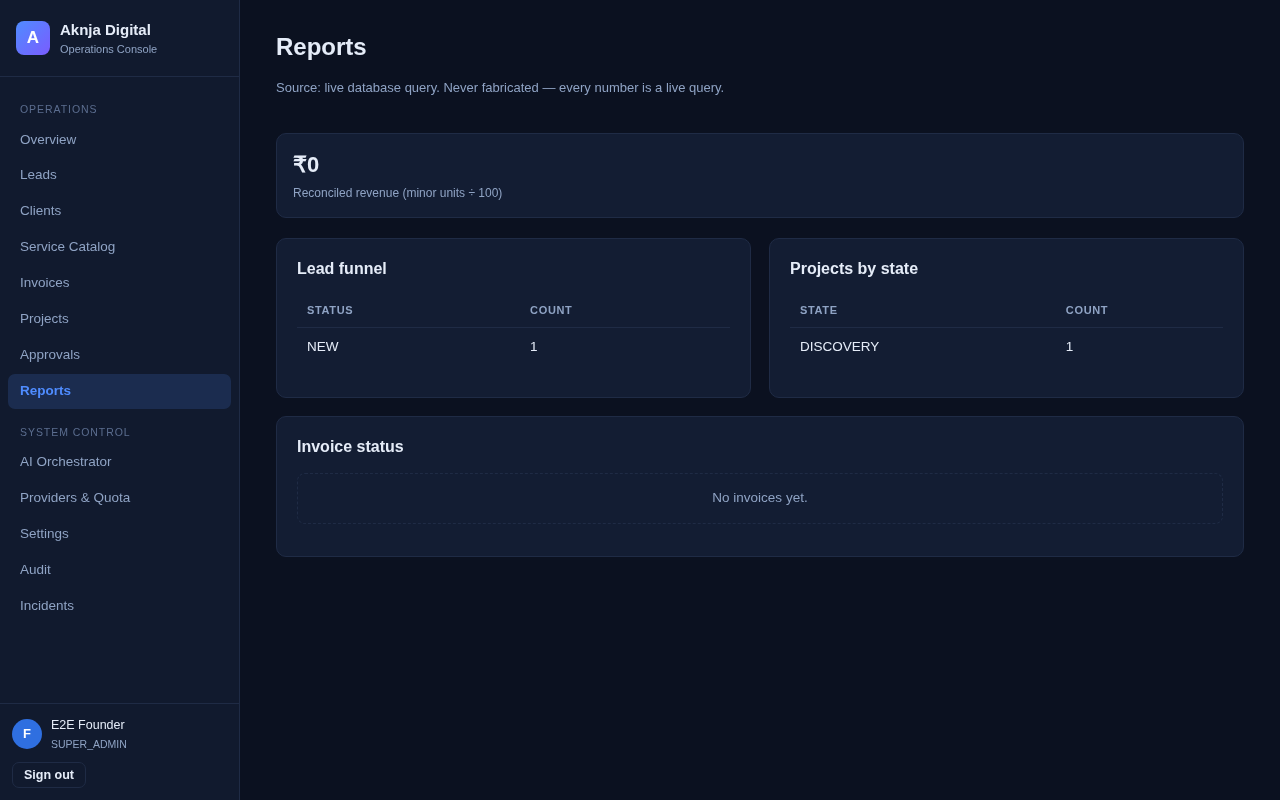 A
Aknja Digital
Operations Console
OPERATIONS
Overview
Leads
Clients
Service Catalog
Invoices
Projects
Approvals
Reports
SYSTEM CONTROL
AI Orchestrator
Providers & Quota
Settings
Audit
Incidents
F
E2E Founder
SUPER_ADMIN
Sign out
Reports
Source: live database query. Never fabricated — every number is a live query.
₹0
Reconciled revenue (minor units ÷ 100)
Lead funnel
STATUS COUNT
NEW 1
Projects by state
STATE COUNT
DISCOVERY 1
Invoice status
No invoices yet.